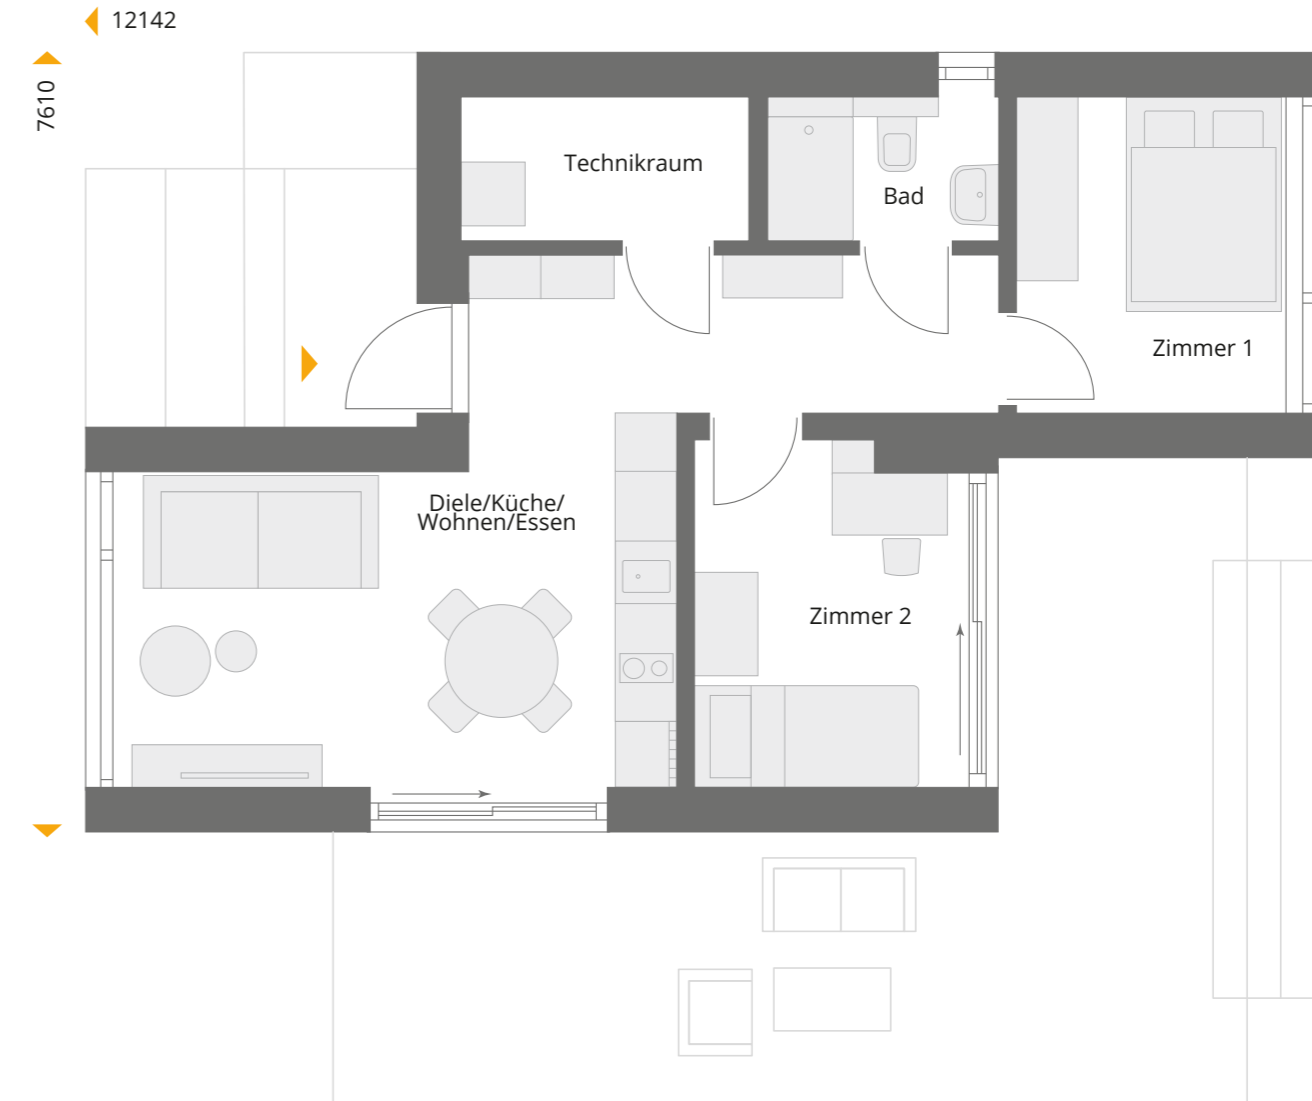 12142
7610
Technikraum
Bad
Zimmer 1
Diele/Küche/
Wohnen/Essen
Zimmer 2